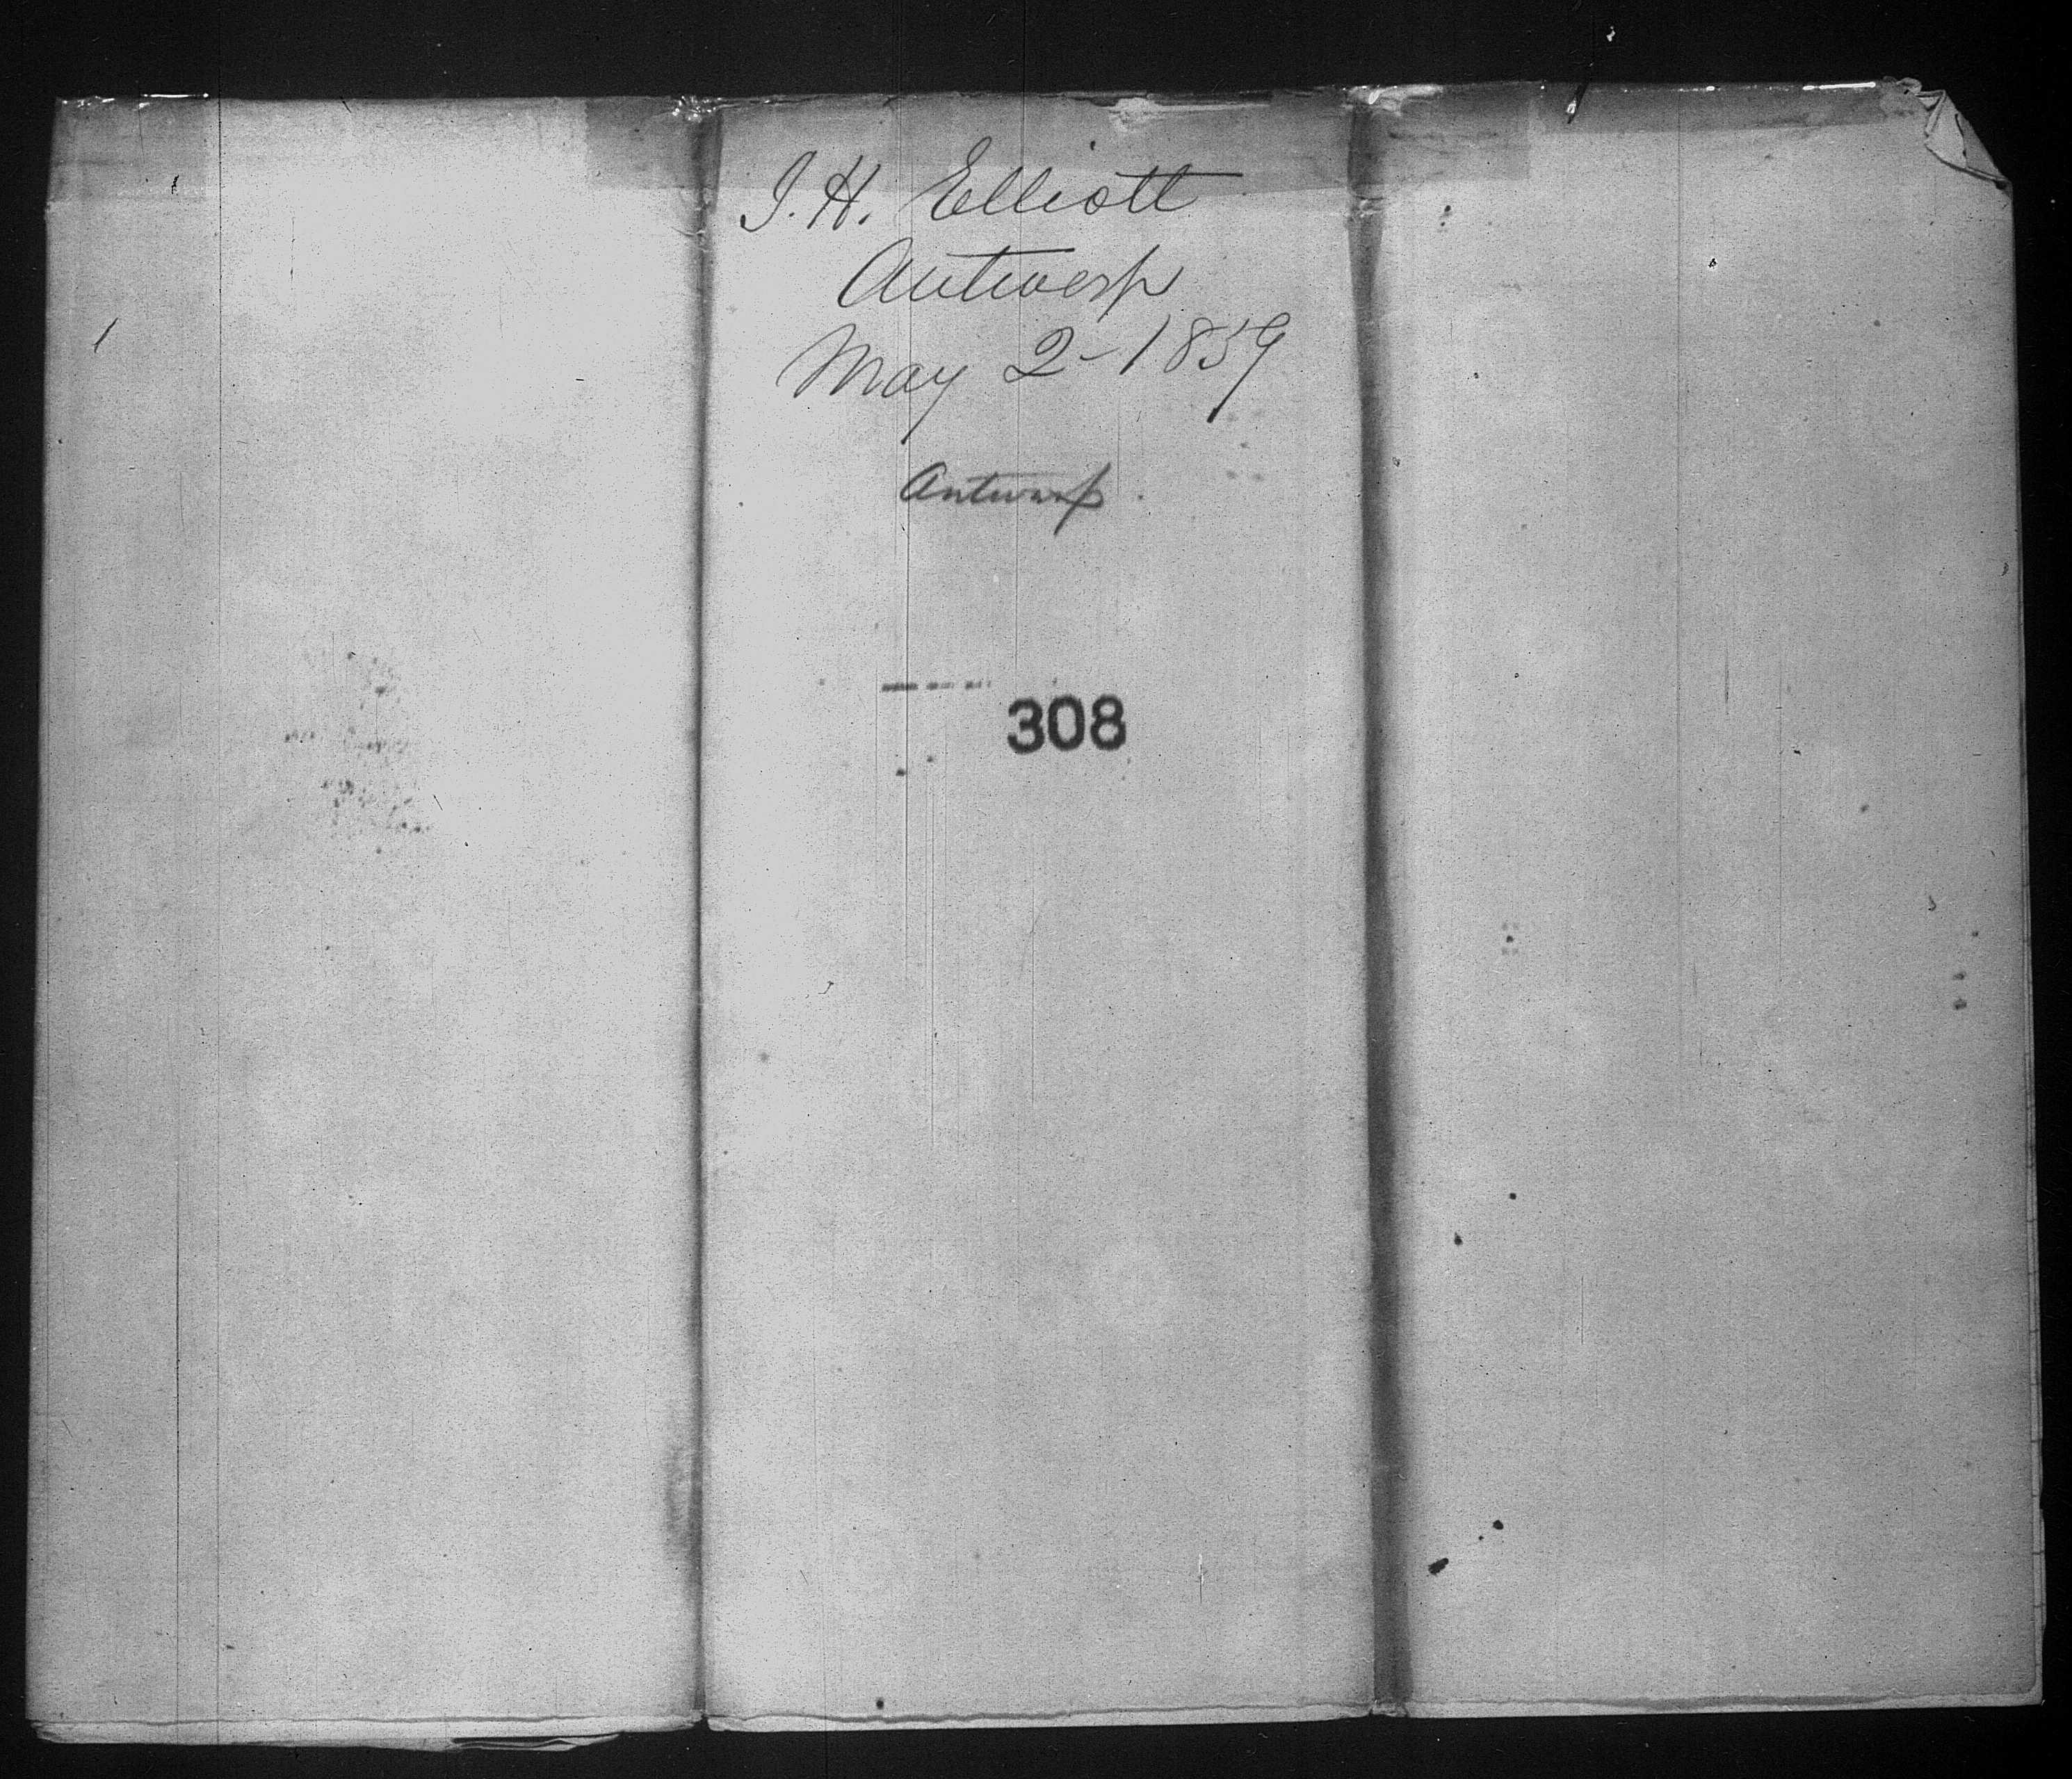 J. H. Elliott
Antwerp
May 2 - 1859
Antwerp.
308